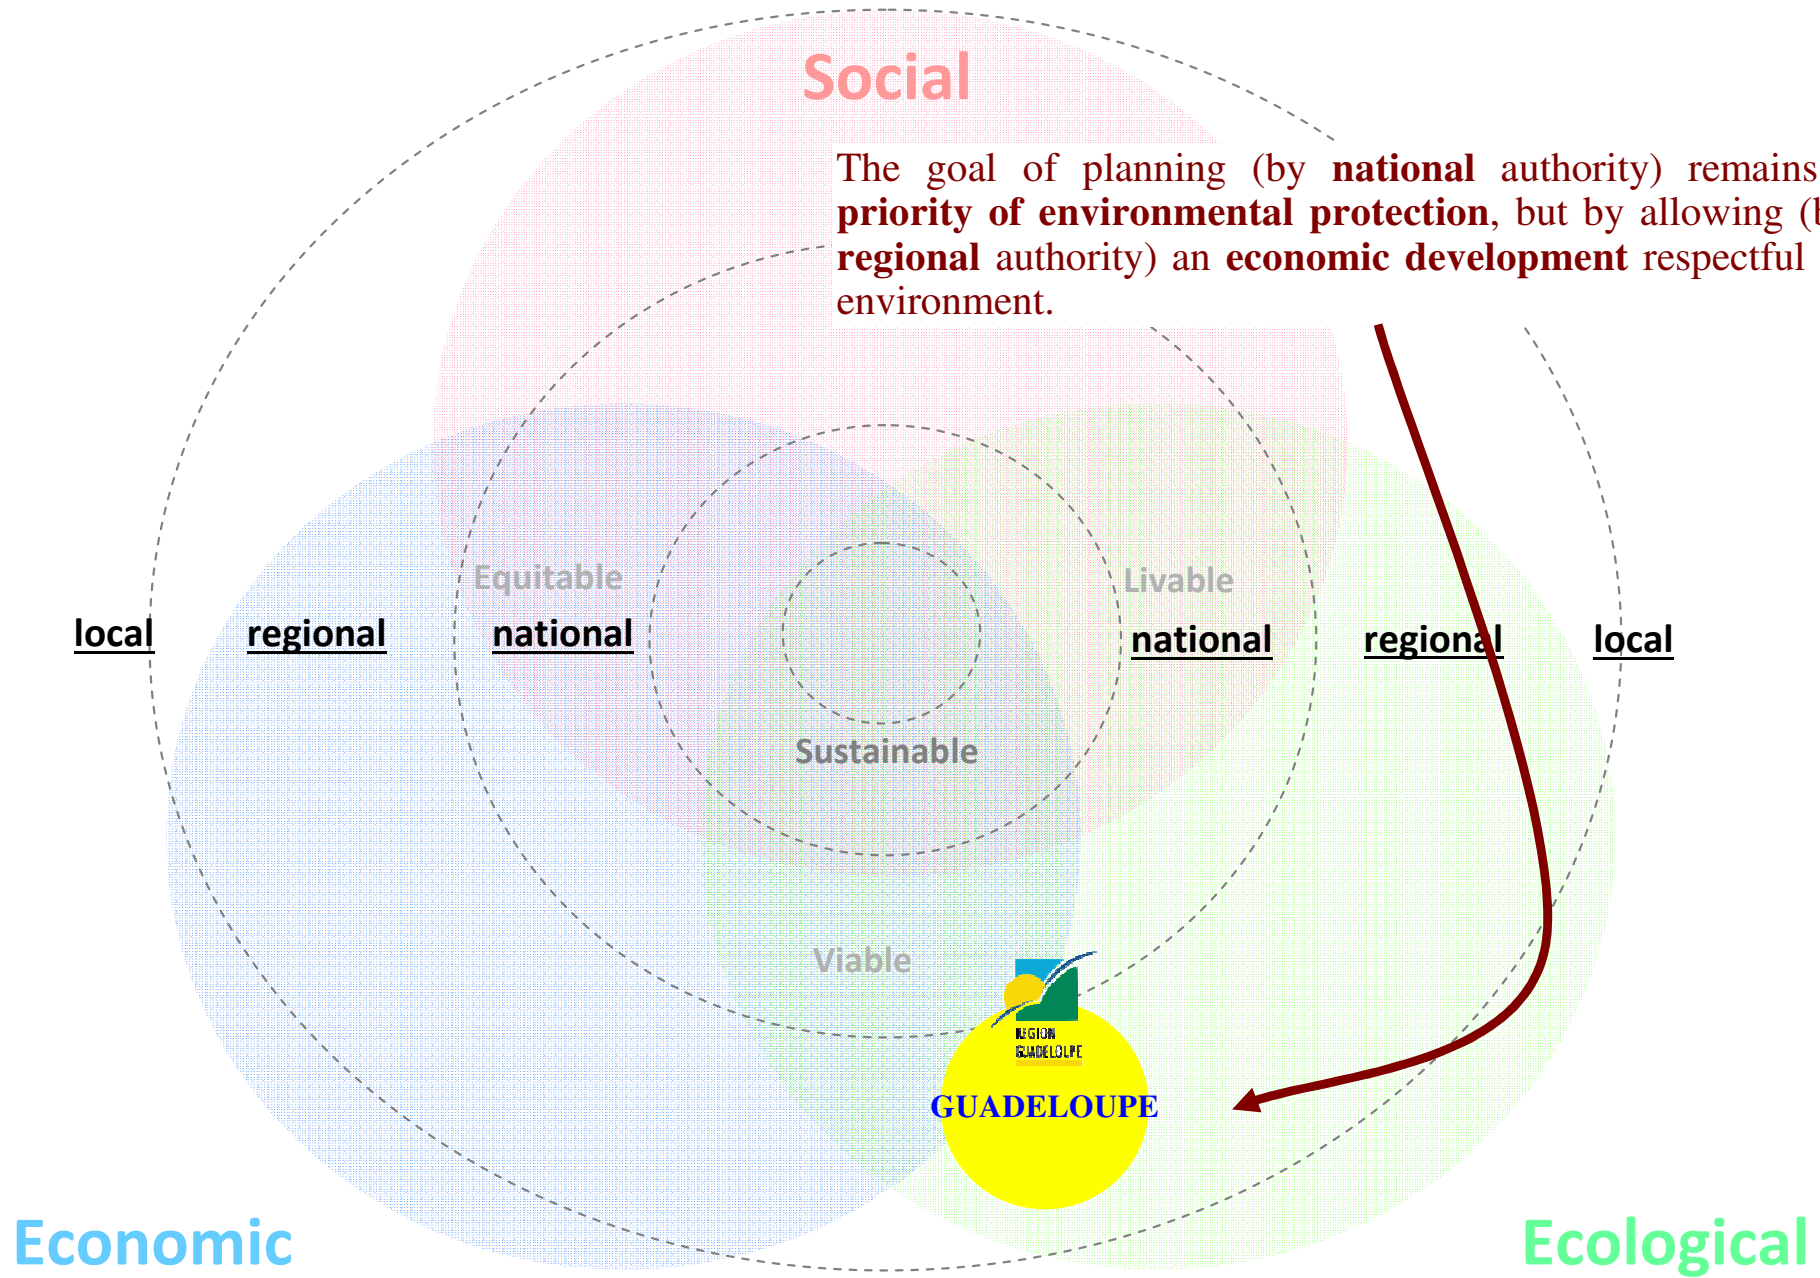 Social
The goal of planning (by national authority) remains
priority of environmental protection, but by allowing (b
regional authority) an economic development respectful
environment.
Equitable
Livable
local regional national national regional local
Sustainable
Viable
REGION
GUADELOUPE
GUADELOUPE
Economic
Ecological